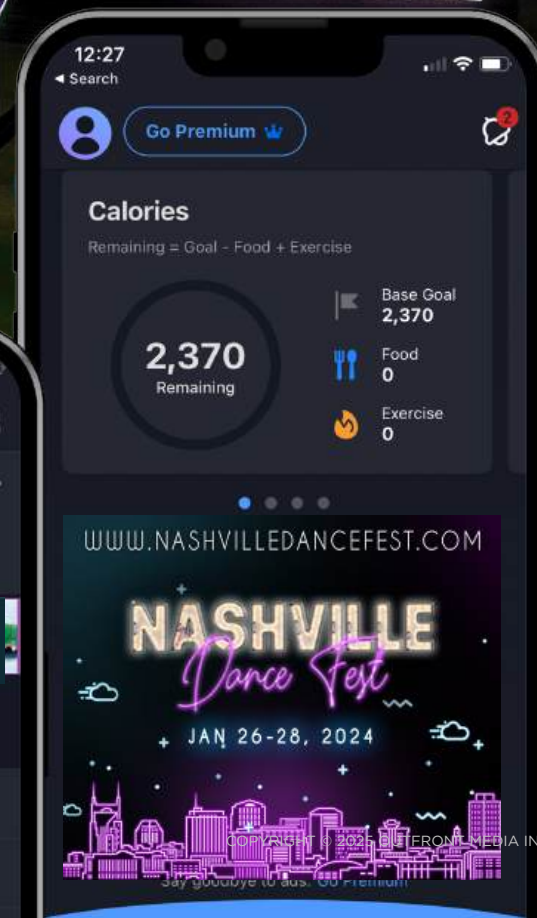 12:27
◄ Search
Go Premium
2
Calories
Remaining = Goal - Food + Exercise
2,370
Remaining
Base Goal
2,370
Food
0
Exercise
0
WWW.NASHVILLEDANCEFEST.COM
NASHVILLE
Dance Fest
JAN 26-28, 2024
COPYRIGHT © 2025 OUTFRONT MEDIA IN
Say goodbye to ads. Go Premium